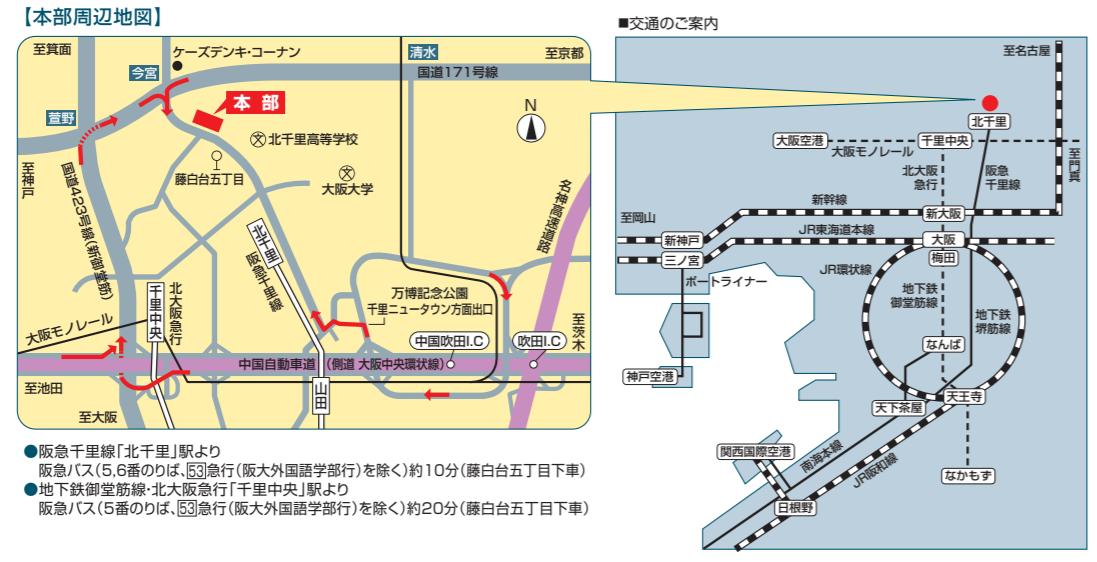 【本部周辺地図】
至箕面
ケーズデンキ・コーナン
清水
至京都
今宮
国道171号線
萱野
本部
N
北千里高等学校
藤白台五丁目
大阪大学
至神戸
国道423号線(新御堂筋)
名神高速道路
北千里
阪急千里線
万博記念公園
千里ニュータウン方面出口
千里中央
北大阪急行
大阪モノレール
中国吹田I.C
吹田I.C
至茨木
中国自動車道 (側道 大阪中央環状線)
至池田
山田
至大阪
●阪急千里線「北千里」駅より
阪急バス(5,6番のりば、53急行(阪大外国語学部行)を除く)約10分(藤白台五丁目下車)
●地下鉄御堂筋線・北大阪急行「千里中央」駅より
阪急バス(5番のりば、53急行(阪大外国語学部行)を除く)約20分(藤白台五丁目下車)
■交通のご案内
至名古屋
北千里
大阪空港
千里中央
大阪モノレール
至門真
北大阪
急行
阪急
千里線
新幹線
至岡山
新大阪
JR東海道本線
新神戸
大阪
三ノ宮
梅田
JR環状線
ポートライナー
地下鉄
御堂筋線
地下鉄
堺筋線
なんば
神戸空港
天王寺
天下茶屋
関西国際空港
南海本線
JR阪和線
なかもず
日根野